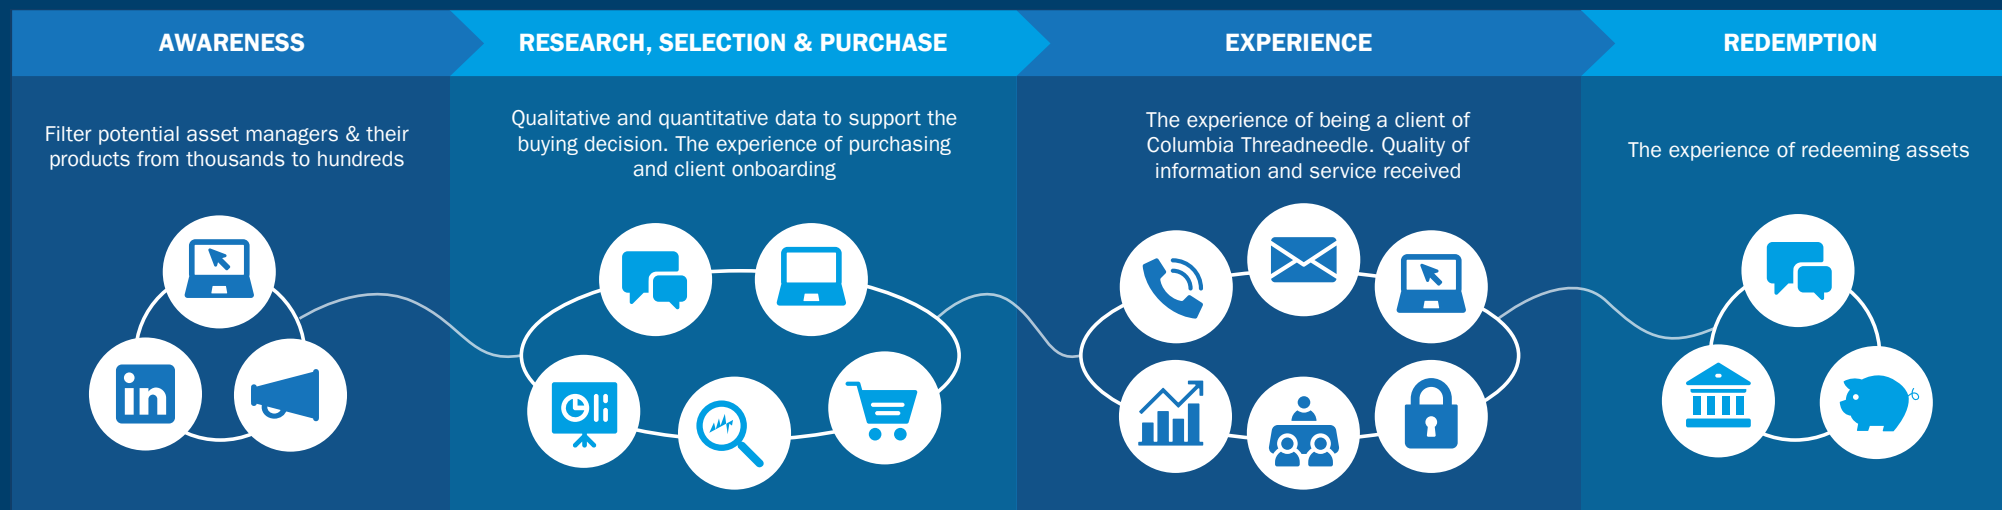 AWARENESS
Filter potential asset managers & their
products from thousands to hundreds
in
RESEARCH, SELECTION & PURCHASE
Qualitative and quantitative data to support the
buying decision. The experience of purchasing
and client onboarding
EXPERIENCE
The experience of being a client of
Columbia Threadneedle. Quality of
information and service received
REDEMPTION
The experience of redeeming assets